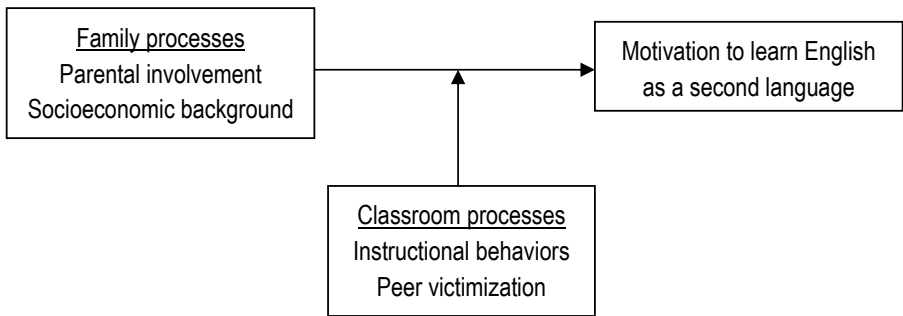 Family processes
Parental involvement
Socioeconomic background
Motivation to learn English
as a second language
Classroom processes
Instructional behaviors
Peer victimization